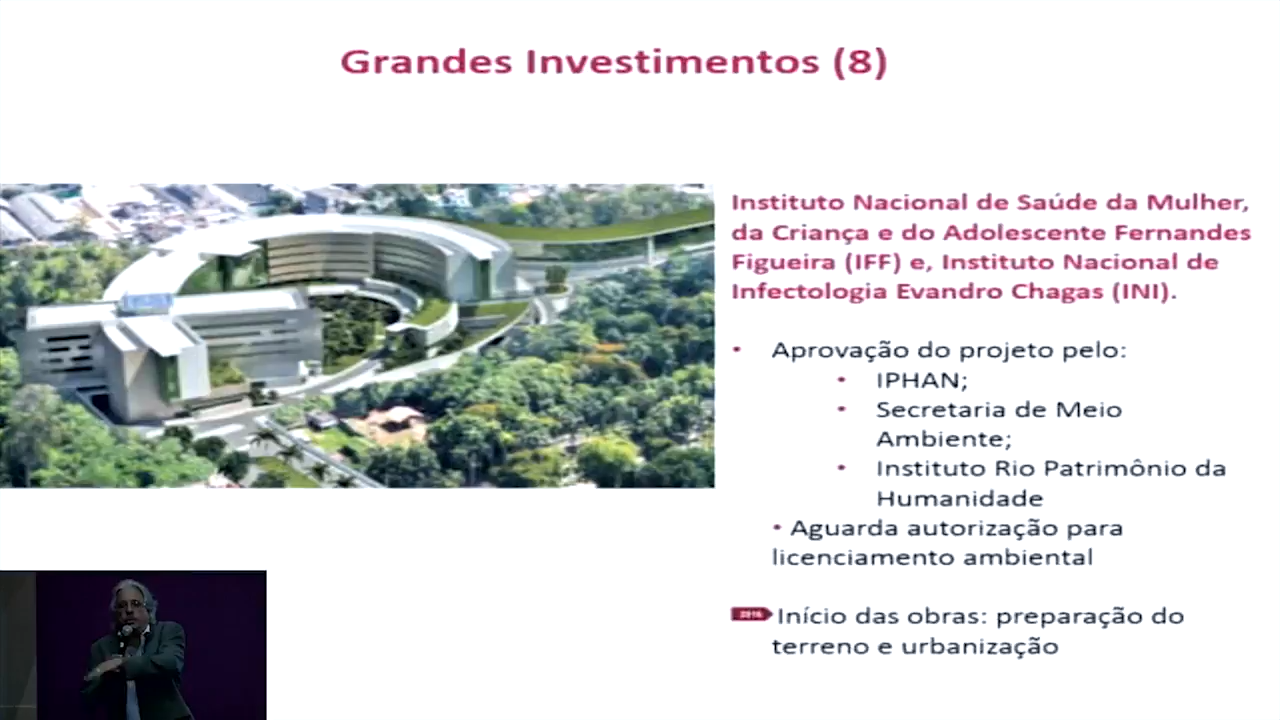 Grandes Investimentos (8)
Instituto Nacional de Saúde da Mulher,
da Criança e do Adolescente Fernandes
Figueira (IFF) e, Instituto Nacional de
Infectologia Evandro Chagas (INI).
• Aprovação do projeto pelo:
• IPHAN;
• Secretaria de Meio
Ambiente;
• Instituto Rio Patrimônio da
Humanidade
• Aguarda autorização para
licenciamento ambiental
2016 Início das obras: preparação do
terreno e urbanização